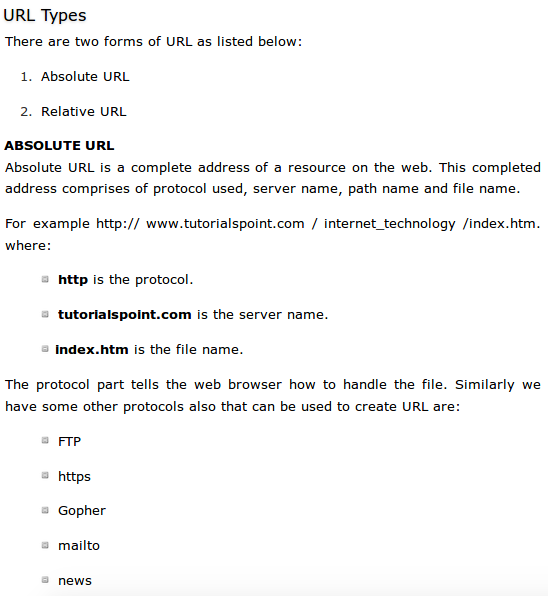 URL Types
There are two forms of URL as listed below:
1. Absolute URL
2. Relative URL
ABSOLUTE URL
Absolute URL is a complete address of a resource on the web. This completed
address comprises of protocol used, server name, path name and file name.
For example http:// www.tutorialspoint.com / internet_technology /index.htm.
where:
http is the protocol.
tutorialspoint.com is the server name.
index.htm is the file name.
The protocol part tells the web browser how to handle the file. Similarly we
have some other protocols also that can be used to create URL are:
FTP
https
Gopher
mailto
news